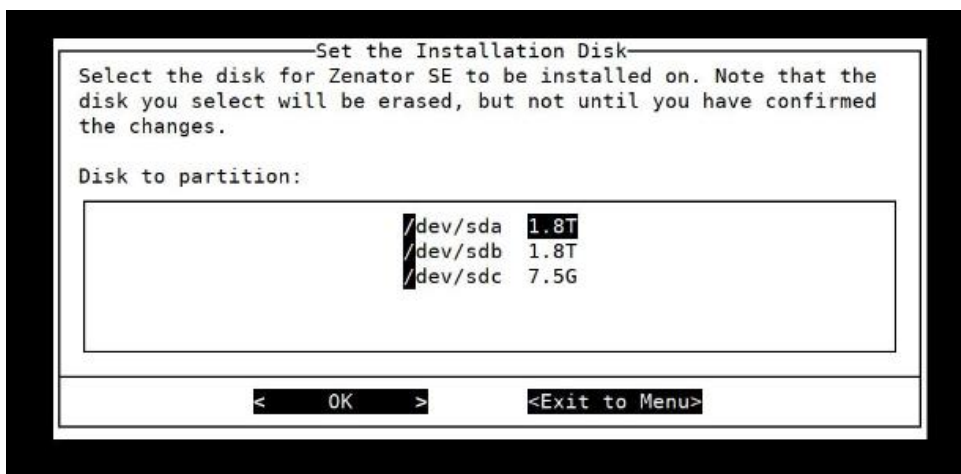 Set the Installation Disk
Select the disk for Zenator SE to be installed on. Note that the
disk you select will be erased, but not until you have confirmed
the changes.
Disk to partition:
/dev/sda 1.8T
/dev/sdb 1.8T
/dev/sdc 7.5G
< OK > <Exit to Menu>